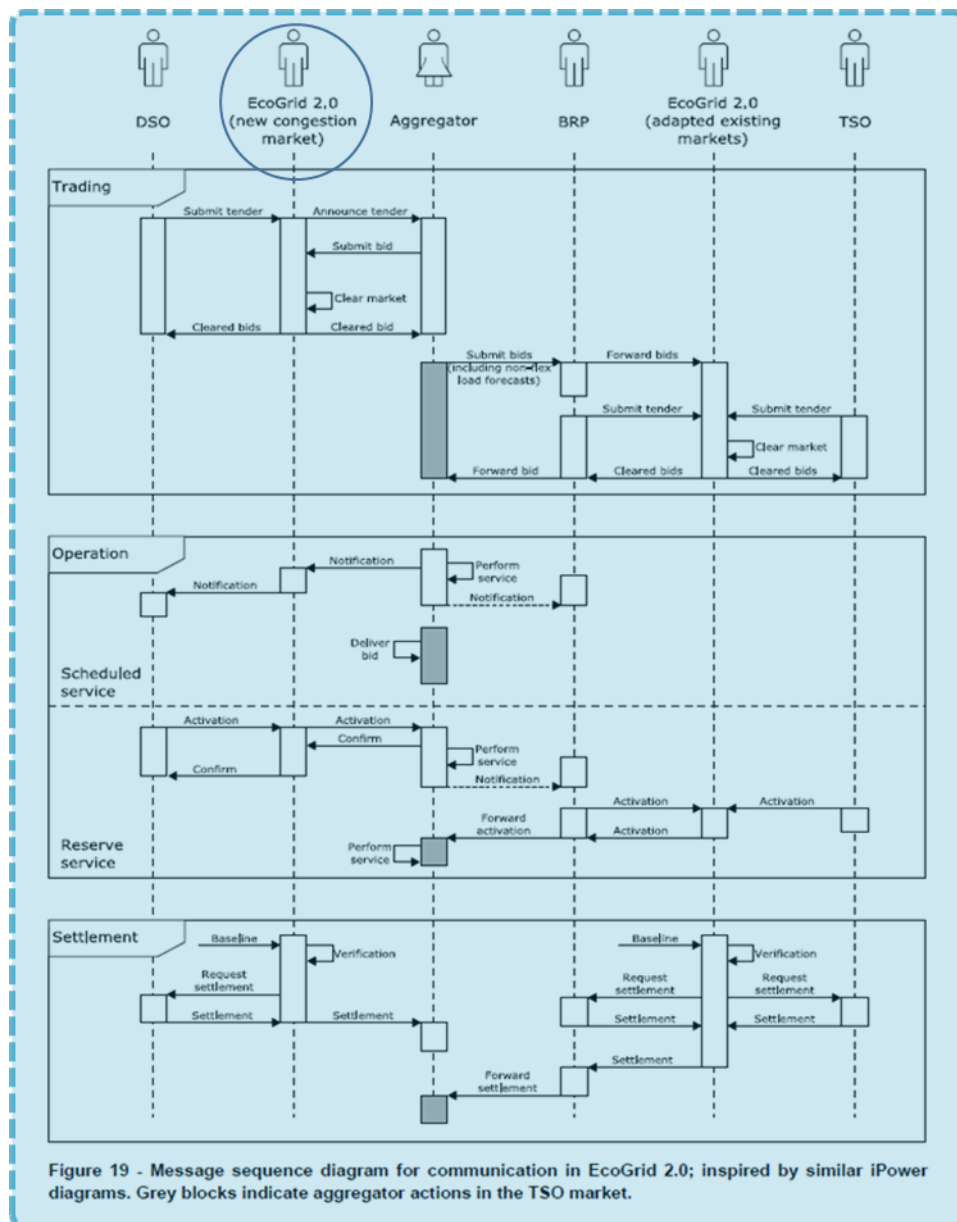 DSO
EcoGrid 2,0
(new congestion
market)
Aggregator
BRP
EcoGrid 2,0
(adapted existing
markets)
TSO
Trading
Submit tender
Announce tender
Submit bid
Clear market
Cleared bids
Cleared bid
Submit bids
(including non-flex
load forecasts)
Forward bids
Submit tender
Submit tender
Clear market
Forward bid
Cleared bids
Cleared bids
Operation
Notification
Perform
service
Notification
Notification
Deliver
bid
Scheduled
service
Activation
Activation
Confirm
Perform
service
Confirm
Notification
Activation
Activation
Forward
activation
Activation
Perform
service
Reserve
service
Settlement
Baseline
Verification
Request
settlement
Settlement
Settlement
Baseline
Verification
Request
settlement
Request
settlement
Settlement
Settlement
Settlement
Forward
settlement
Figure 19 - Message sequence diagram for communication in EcoGrid 2.0; inspired by similar iPower
diagrams. Grey blocks indicate aggregator actions in the TSO market.